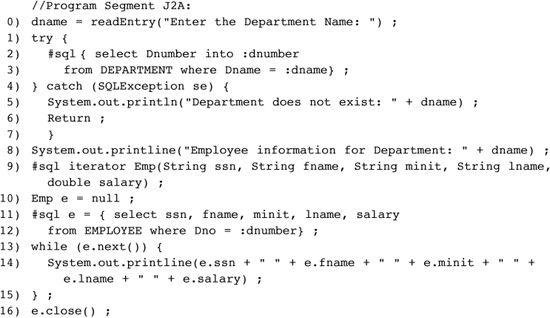 //Program Segment J2A:
0) dname = readEntry("Enter the Department Name: ") ;
1) try {
2) #sql { select Dnumber into :dnumber
3) from DEPARTMENT where Dname = :dname} ;
4) } catch (SQLException se) {
5) System.out.println("Department does not exist: " + dname) ;
6) Return ;
7) }
8) System.out.printline("Employee information for Department: " + dname) ;
9) #sql iterator Emp(String ssn, String fname, String minit, String lname,
double salary) ;
10) Emp e = null ;
11) #sql e = { select ssn, fname, minit, lname, salary
12) from EMPLOYEE where Dno = :dnumber} ;
13) while (e.next()) {
14) System.out.printline(e.ssn + " " + e.fname + " " + e.minit + " " +
e.lname + " " + e.salary) ;
15) } ;
16) e.close() ;